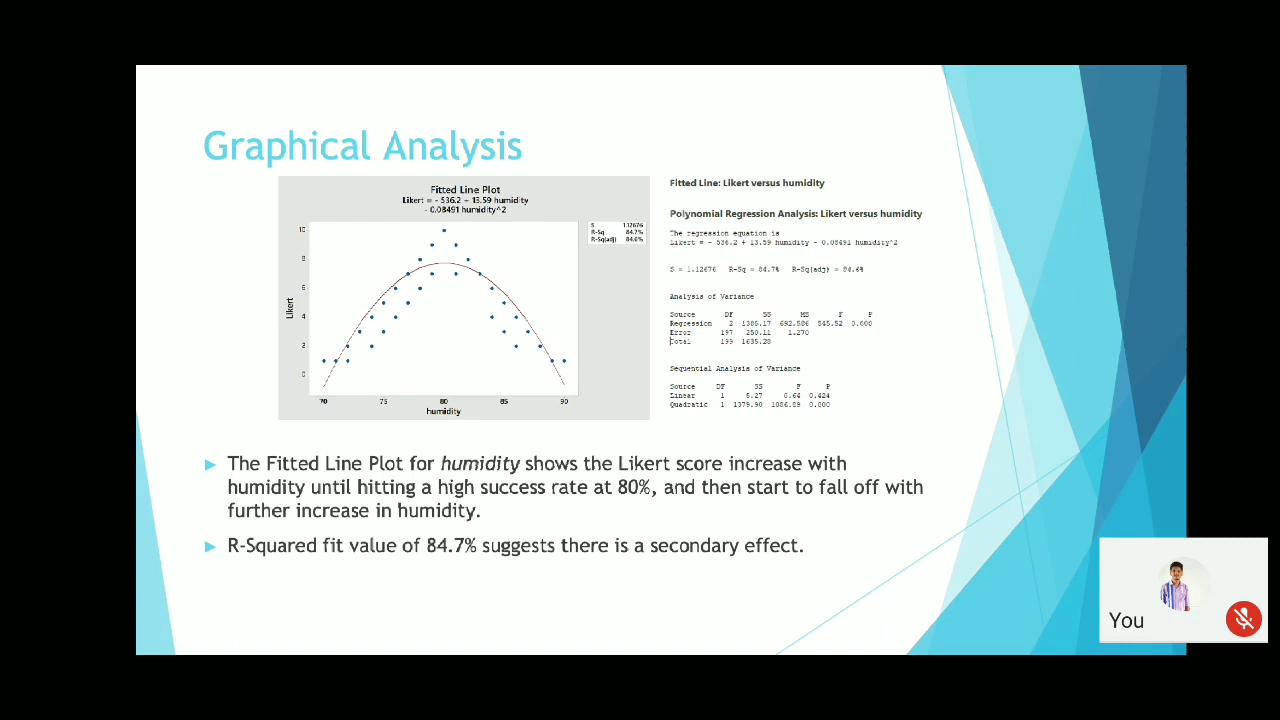 Graphical Analysis
Fitted Line Plot
Likert = - 536.2 + 13.59 humidity
- 0.08491 humidity^2
S 1.12676
R-Sq 84.7%
R-Sq(adj) 84.6%
10
8
6
4
2
0
Likert
70 75 80 85 90
humidity
Fitted Line: Likert versus humidity
Polynomial Regression Analysis: Likert versus humidity
The regression equation is
Likert = - 536.2 + 13.59 humidity - 0.08491 humidity^2
S = 1.12676 R-Sq = 84.7% R-Sq(adj) = 84.6%
Analysis of Variance
Source DF SS MS F P
Regression 2 1385.17 692.586 545.52 0.000
Error 197 250.11 1.270
Total 199 1635.28
Sequential Analysis of Variance
Source DF SS F P
Linear 1 5.27 0.64 0.424
Quadratic 1 1379.90 1086.89 0.000
The Fitted Line Plot for humidity shows the Likert score increase with
humidity until hitting a high success rate at 80%, and then start to fall off with
further increase in humidity.
R-Squared fit value of 84.7% suggests there is a secondary effect.
You